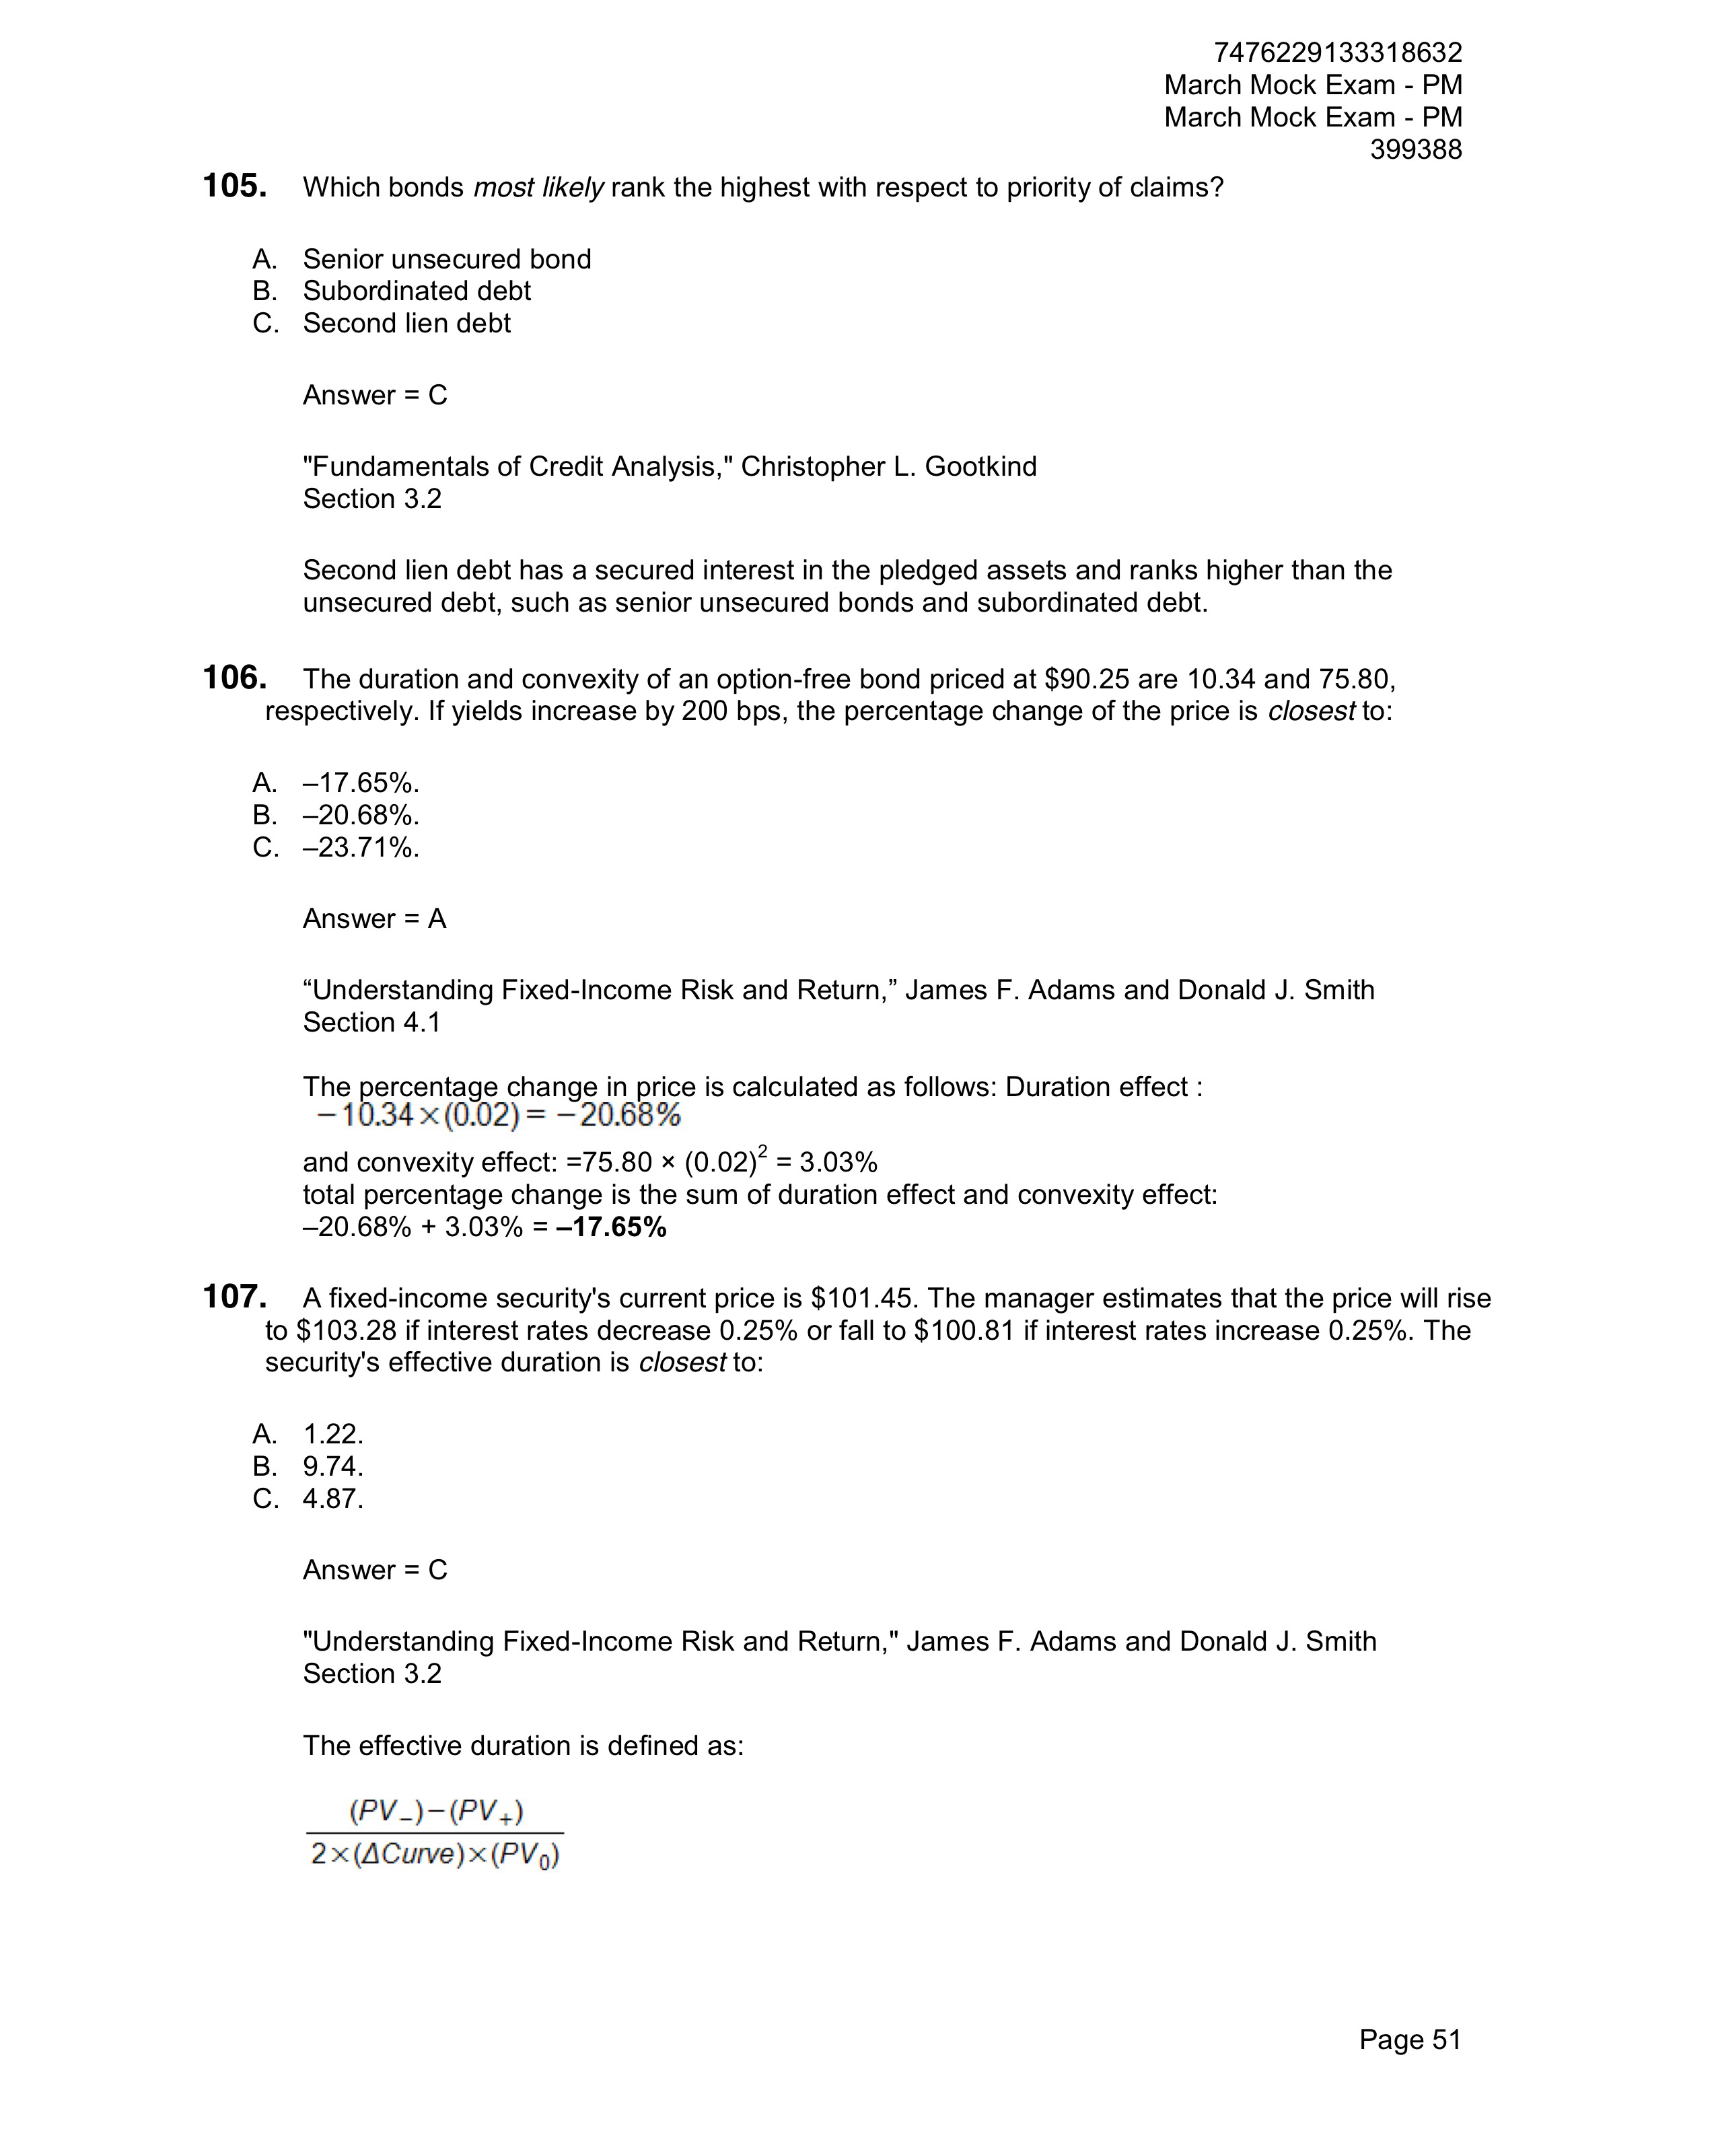 7476229133318632
March Mock Exam - PM
March Mock Exam - PM
399388
105. Which bonds most likely rank the highest with respect to priority of claims?
A. Senior unsecured bond
B. Subordinated debt
C. Second lien debt
Answer = C
"Fundamentals of Credit Analysis," Christopher L. Gootkind
Section 3.2
Second lien debt has a secured interest in the pledged assets and ranks higher than the
unsecured debt, such as senior unsecured bonds and subordinated debt.
106. The duration and convexity of an option-free bond priced at $90.25 are 10.34 and 75.80,
respectively. If yields increase by 200 bps, the percentage change of the price is closest to:
A. –17.65%.
B. –20.68%.
C. –23.71%.
Answer = A
“Understanding Fixed-Income Risk and Return,” James F. Adams and Donald J. Smith
Section 4.1
The percentage change in price is calculated as follows: Duration effect :
−10.34×(0.02)= −20.68%
and convexity effect: =75.80 × (0.02)² = 3.03%
total percentage change is the sum of duration effect and convexity effect:
–20.68% + 3.03% = –17.65%
107. A fixed-income security's current price is $101.45. The manager estimates that the price will rise
to $103.28 if interest rates decrease 0.25% or fall to $100.81 if interest rates increase 0.25%. The
security's effective duration is closest to:
A. 1.22.
B. 9.74.
C. 4.87.
Answer = C
"Understanding Fixed-Income Risk and Return," James F. Adams and Donald J. Smith
Section 3.2
The effective duration is defined as:
(PV₋)−(PV₊)
2×(ΔCurve)×(PV₀)
Page 51